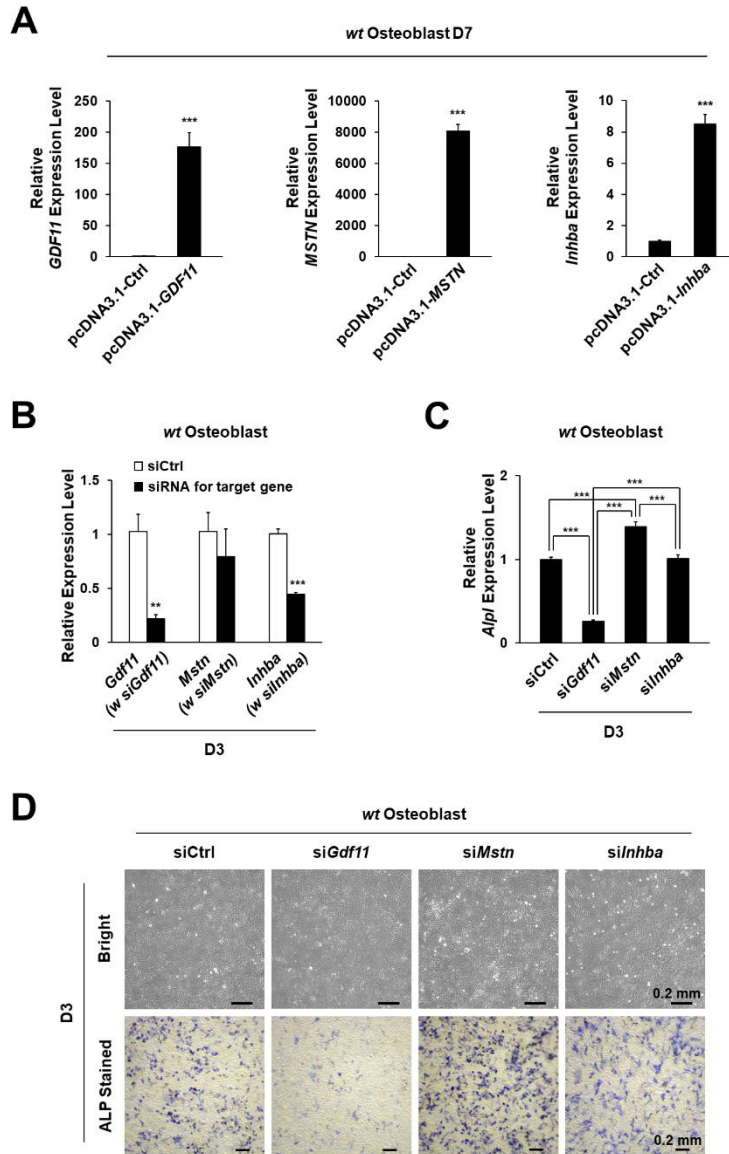 A
wt Osteoblast D7
Relative
GDF11 Expression Level
250
200
150
100
50
0
***
pcDNA3.1-Ctrl
pcDNA3.1-GDF11
Relative
MSTN Expression Level
10000
8000
6000
4000
2000
0
***
pcDNA3.1-Ctrl
pcDNA3.1-MSTN
Relative
Inhba Expression Level
8
6
4
2
0
***
pcDNA3.1-Ctrl
pcDNA3.1-Inhba
B
wt Osteoblast
Relative Expression Level
1.5
1
0.5
0
siCtrl
siRNA for target gene
**
***
Gdf11
(w siGdf11)
Mstn
(w siMstn)
Inhba
(w siInhba)
D3
C
wt Osteoblast
Relative
Alpl Expression Level
2
1
0
***
***
***
***
***
siCtrl
siGdf11
siMstn
siInhba
D3
D
wt Osteoblast
siCtrl siGdf11 siMstn siInhba
D3
Bright
0.2 mm
ALP Stained
0.2 mm